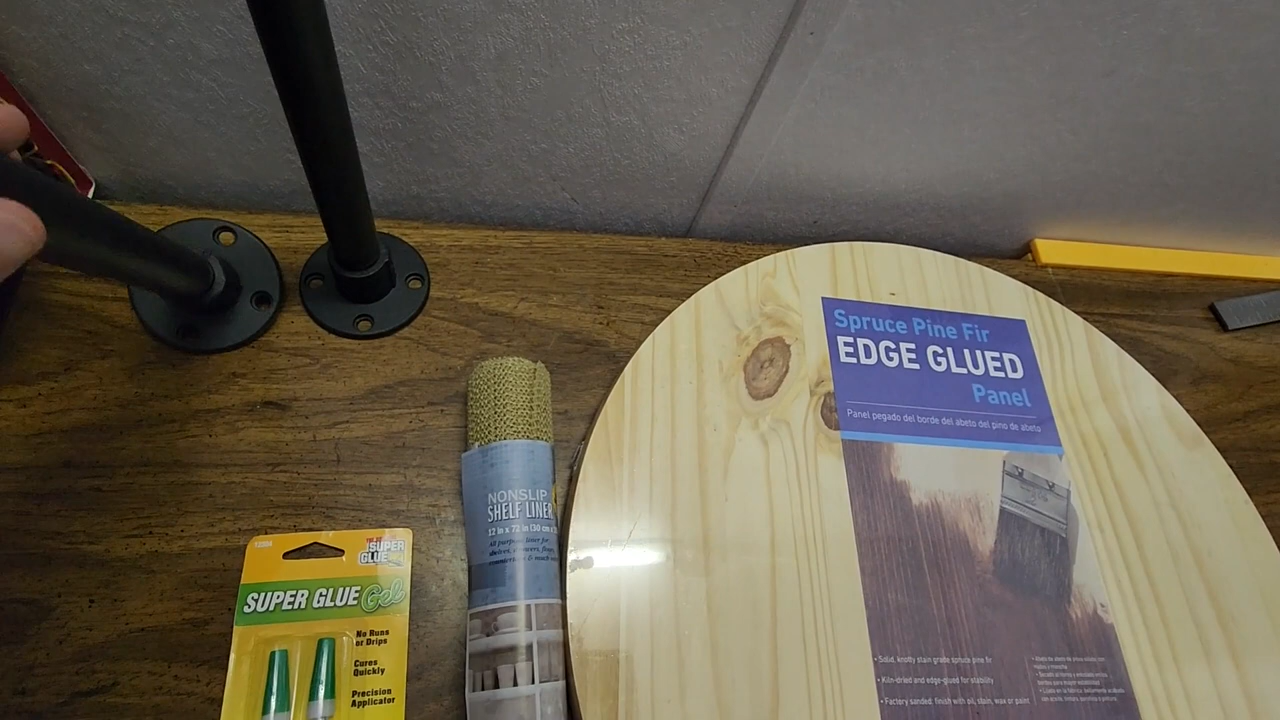 Spruce Pine Fir
EDGE GLUED
Panel
Panel pegado del borde del abeto del pino de abeto
• Solid, knotty stain grade spruce pine fir
• Kiln-dried and edge-glued for stability
• Factory sanded; finish with oil, stain, wax or paint
NONSLIP
SHELF LINER
12 in x 72 in (30 cm x
All purpose liner for
shelves, drawers,
SUPER
GLUE
SUPER GLUE Gel
No Runs
or Drips
Cures
Quickly
Precision
Applicator